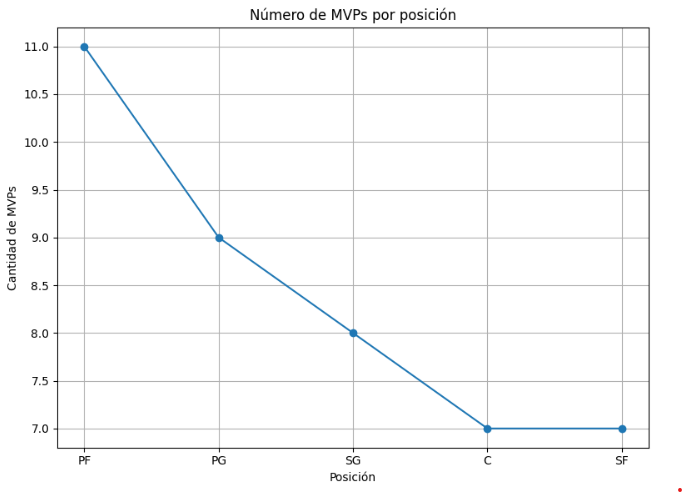 Número de MVPs por posición
11.0
10.5
10.0
9.5
9.0
8.5
8.0
7.5
7.0
Cantidad de MVPs
PF PG SG C SF
Posición